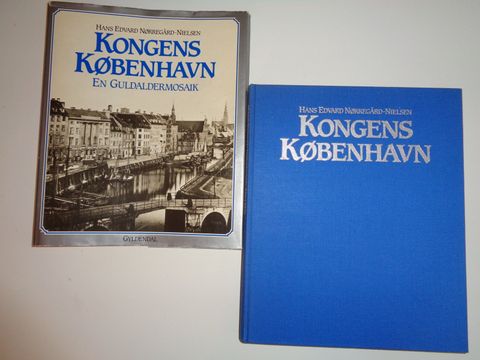 HANS EDVARD NØRREGÅRD-NIELSEN
KONGENS
KØBENHAVN
EN GULDALDERMOSAIK
GYLDENDAL
HANS EDVARD NØRREGÅRD-NIELSEN
KONGENS
KØBENHAVN